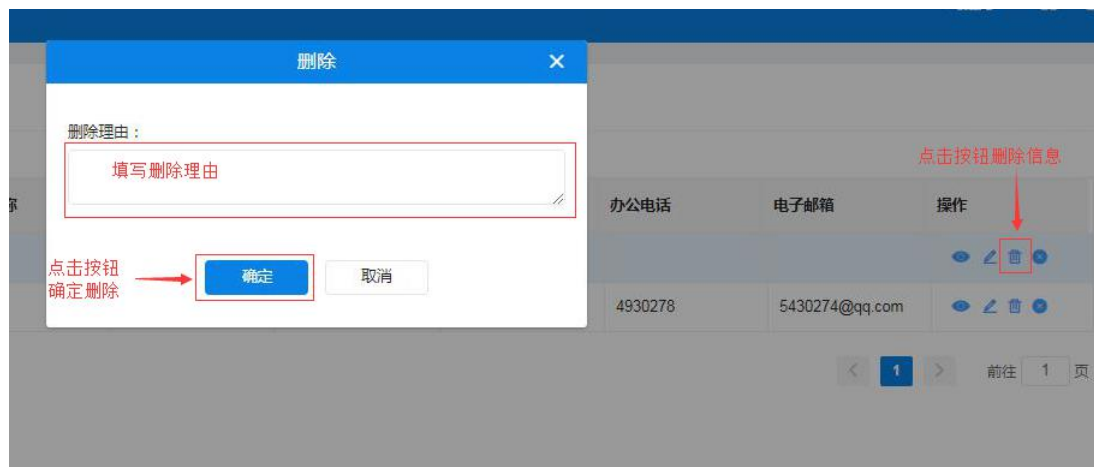 删除
删除理由：
填写删除理由
点击按钮删除信息
办公电话
电子邮箱
操作
点击按钮
确定删除
确定
取消
4930278
5430274@qq.com
1
前往
1
页